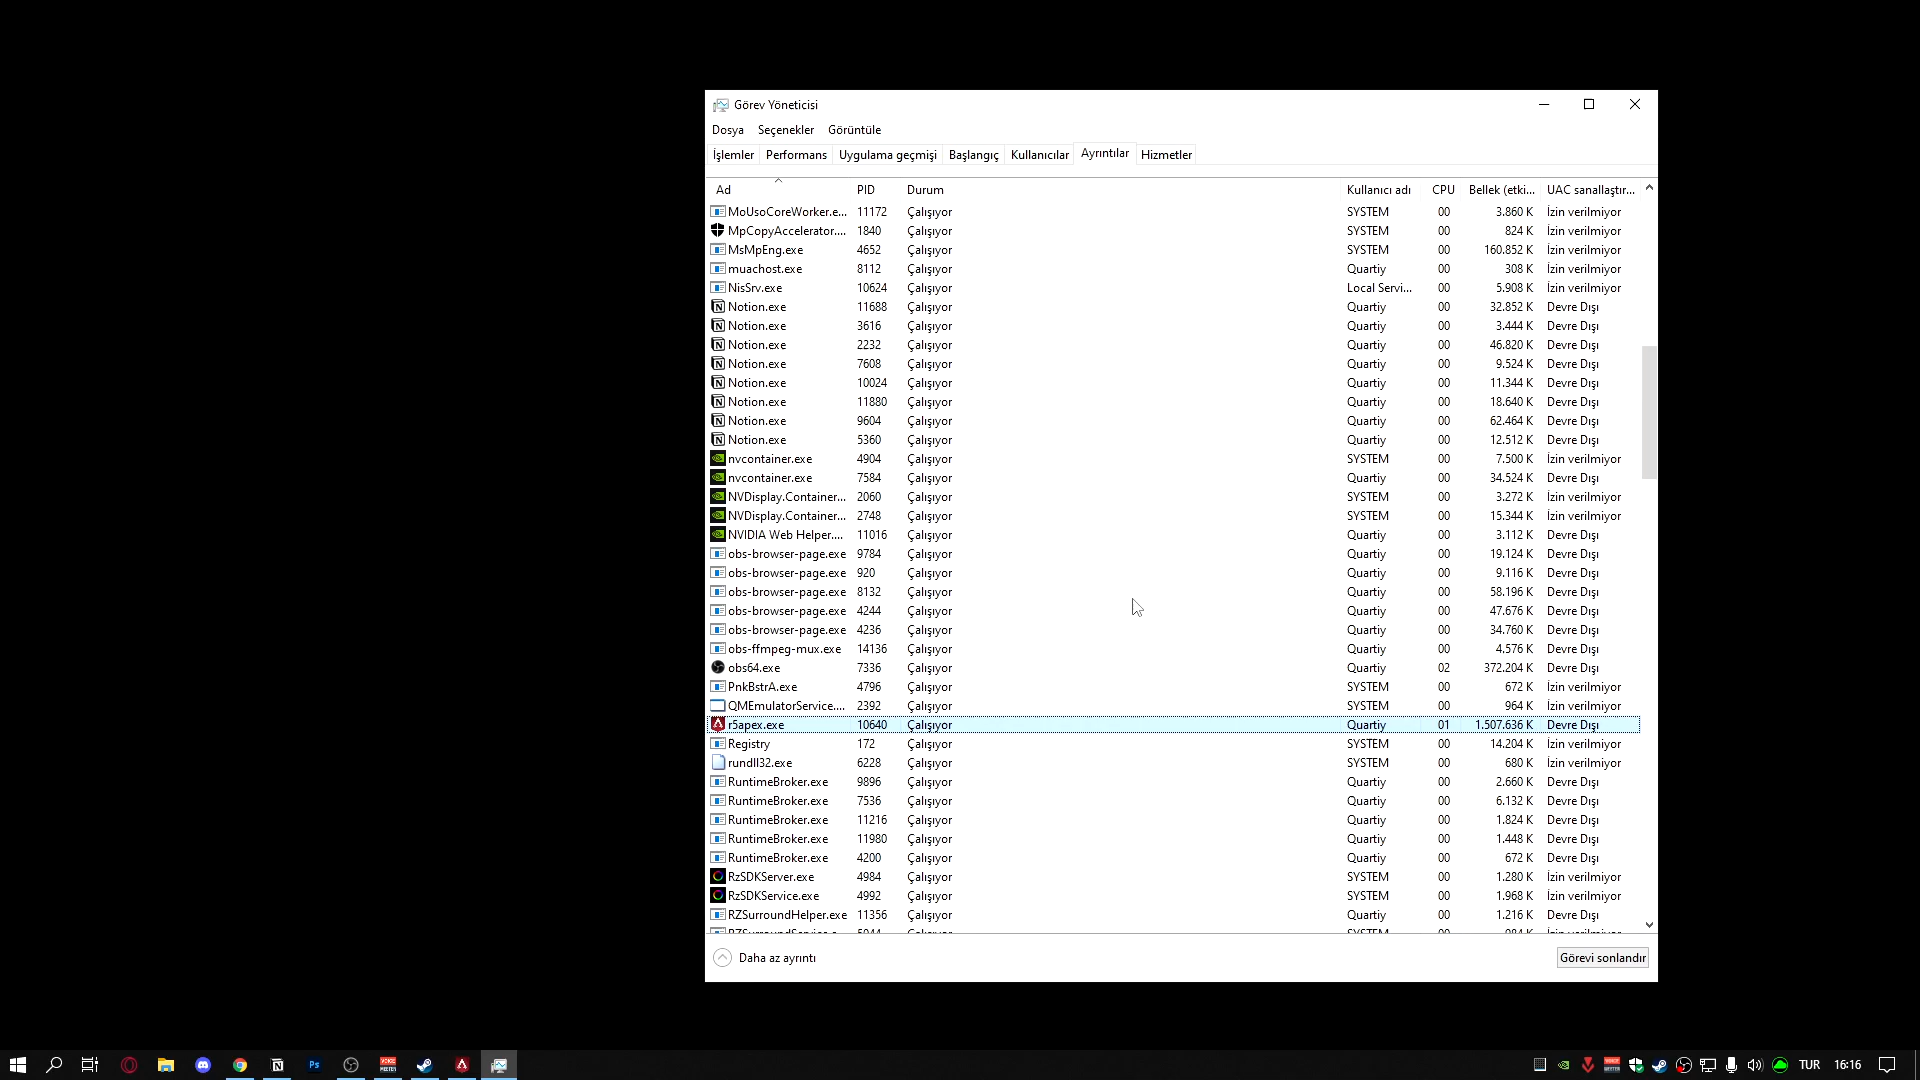 Görev Yöneticisi
Dosya Seçenekler Görüntüle
İşlemler Performans Uygulama geçmişi Başlangıç Kullanıcılar Ayrıntılar Hizmetler
Ad PID Durum Kullanıcı adı CPU Bellek (etki... UAC sanallaştır...
MoUsoCoreWorker.e... 11172 Çalışıyor SYSTEM 00 3.860 K İzin verilmiyor
MpCopyAccelerator.... 1840 Çalışıyor SYSTEM 00 824 K İzin verilmiyor
MsMpEng.exe 4652 Çalışıyor SYSTEM 00 160.852 K İzin verilmiyor
muachost.exe 8112 Çalışıyor Quartiy 00 308 K İzin verilmiyor
NisSrv.exe 10624 Çalışıyor Local Servi... 00 5.908 K İzin verilmiyor
Notion.exe 11688 Çalışıyor Quartiy 00 32.852 K Devre Dışı
Notion.exe 3616 Çalışıyor Quartiy 00 3.444 K Devre Dışı
Notion.exe 2232 Çalışıyor Quartiy 00 46.820 K Devre Dışı
Notion.exe 7608 Çalışıyor Quartiy 00 9.524 K Devre Dışı
Notion.exe 10024 Çalışıyor Quartiy 00 11.344 K Devre Dışı
Notion.exe 11880 Çalışıyor Quartiy 00 18.640 K Devre Dışı
Notion.exe 9604 Çalışıyor Quartiy 00 62.464 K Devre Dışı
Notion.exe 5360 Çalışıyor Quartiy 00 12.512 K Devre Dışı
nvcontainer.exe 4904 Çalışıyor SYSTEM 00 7.500 K İzin verilmiyor
nvcontainer.exe 7584 Çalışıyor Quartiy 00 34.524 K Devre Dışı
NVDisplay.Container... 2060 Çalışıyor SYSTEM 00 3.272 K İzin verilmiyor
NVDisplay.Container... 2748 Çalışıyor SYSTEM 00 15.344 K İzin verilmiyor
NVIDIA Web Helper.... 11016 Çalışıyor Quartiy 00 3.112 K Devre Dışı
obs-browser-page.exe 9784 Çalışıyor Quartiy 00 19.124 K Devre Dışı
obs-browser-page.exe 920 Çalışıyor Quartiy 00 9.116 K Devre Dışı
obs-browser-page.exe 8132 Çalışıyor Quartiy 00 58.196 K Devre Dışı
obs-browser-page.exe 4244 Çalışıyor Quartiy 00 47.676 K Devre Dışı
obs-browser-page.exe 4236 Çalışıyor Quartiy 00 34.760 K Devre Dışı
obs-ffmpeg-mux.exe 14136 Çalışıyor Quartiy 00 4.576 K Devre Dışı
obs64.exe 7336 Çalışıyor Quartiy 02 372.204 K Devre Dışı
PnkBstrA.exe 4796 Çalışıyor SYSTEM 00 672 K İzin verilmiyor
QMEmulatorService.... 2392 Çalışıyor SYSTEM 00 964 K İzin verilmiyor
r5apex.exe 10640 Çalışıyor Quartiy 01 1.507.636 K Devre Dışı
Registry 172 Çalışıyor SYSTEM 00 14.204 K İzin verilmiyor
rundll32.exe 6228 Çalışıyor SYSTEM 00 680 K İzin verilmiyor
RuntimeBroker.exe 9896 Çalışıyor Quartiy 00 2.660 K Devre Dışı
RuntimeBroker.exe 7536 Çalışıyor Quartiy 00 6.132 K Devre Dışı
RuntimeBroker.exe 11216 Çalışıyor Quartiy 00 1.824 K Devre Dışı
RuntimeBroker.exe 11980 Çalışıyor Quartiy 00 1.448 K Devre Dışı
RuntimeBroker.exe 4200 Çalışıyor Quartiy 00 672 K Devre Dışı
RzSDKServer.exe 4984 Çalışıyor SYSTEM 00 1.280 K İzin verilmiyor
RzSDKService.exe 4992 Çalışıyor SYSTEM 00 1.968 K İzin verilmiyor
RZSurroundHelper.exe 11356 Çalışıyor Quartiy 00 1.216 K Devre Dışı
Daha az ayrıntı Görevi sonlandır
Ps TUR 16:16